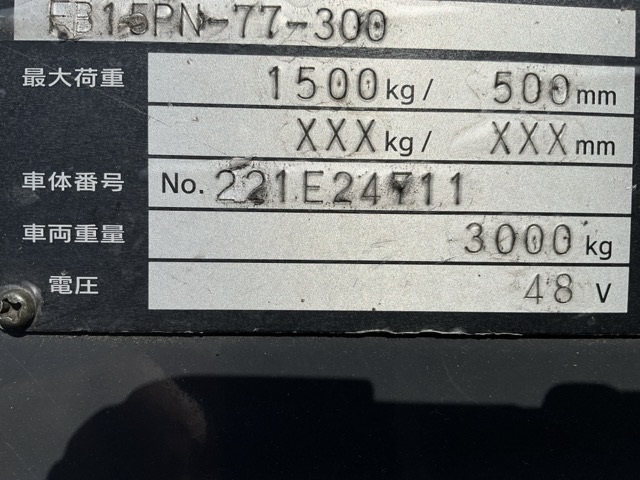 FB15PN-77-300
最大荷重 1500kg/ 500mm
XXXkg/ XXXmm
車体番号 No. 221E24711
車両重量 3000kg
電圧 48 V